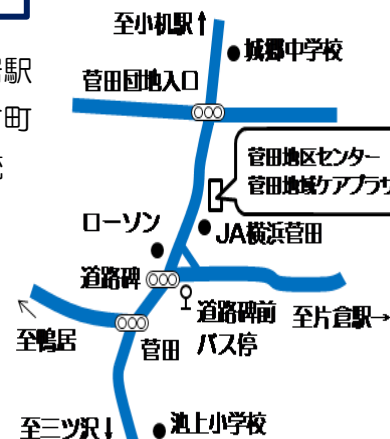 至小机駅↑
城郷中学校
駅
菅田団地入口
町
菅田地区センター
菅田地域ケアプラザ
ローソン
JA横浜菅田
道路碑
道路碑前
バス停
至片倉駅→
至鴨居
菅田
至三ツ沢↓
池上小学校